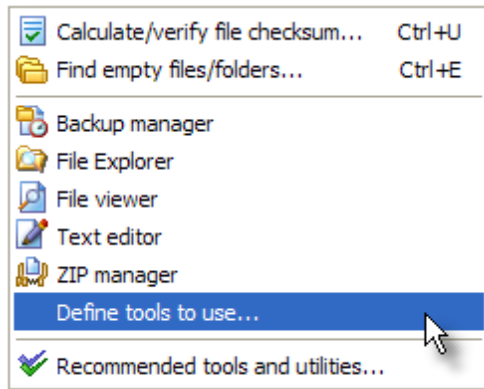 Calculate/verify file checksum... Ctrl+U
Find empty files/folders... Ctrl+E
Backup manager
File Explorer
File viewer
Text editor
ZIP manager
Define tools to use...
Recommended tools and utilities...